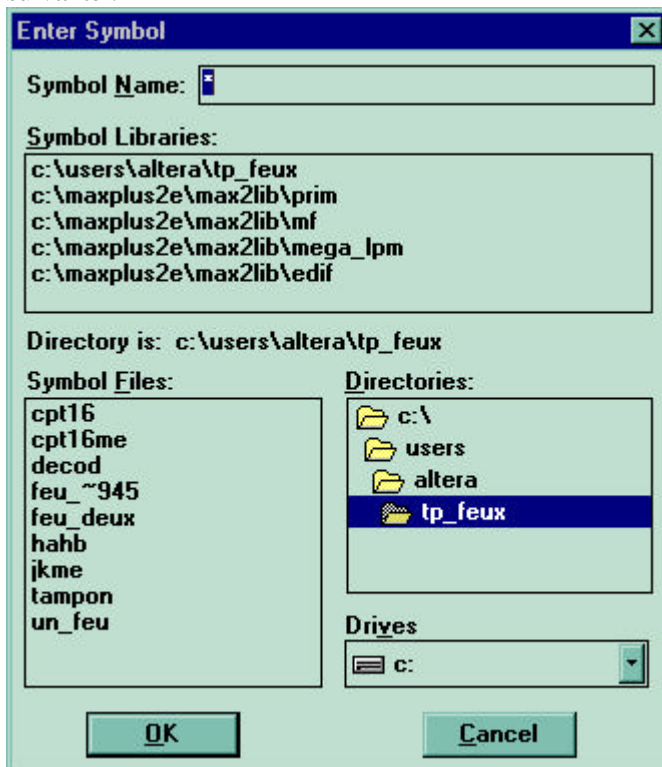 Enter Symbol
Symbol Name: *
Symbol Libraries:
c:\users\altera\tp_feux
c:\maxplus2e\max2lib\prim
c:\maxplus2e\max2lib\mf
c:\maxplus2e\max2lib\mega_lpm
c:\maxplus2e\max2lib\edif
Directory is: c:\users\altera\tp_feux
Symbol Files:
cpt16
cpt16me
decod
feu_~945
feu_deux
hahb
jkme
tampon
un_feu
Directories:
c:\
users
altera
tp_feux
Drives
c:
OK
Cancel